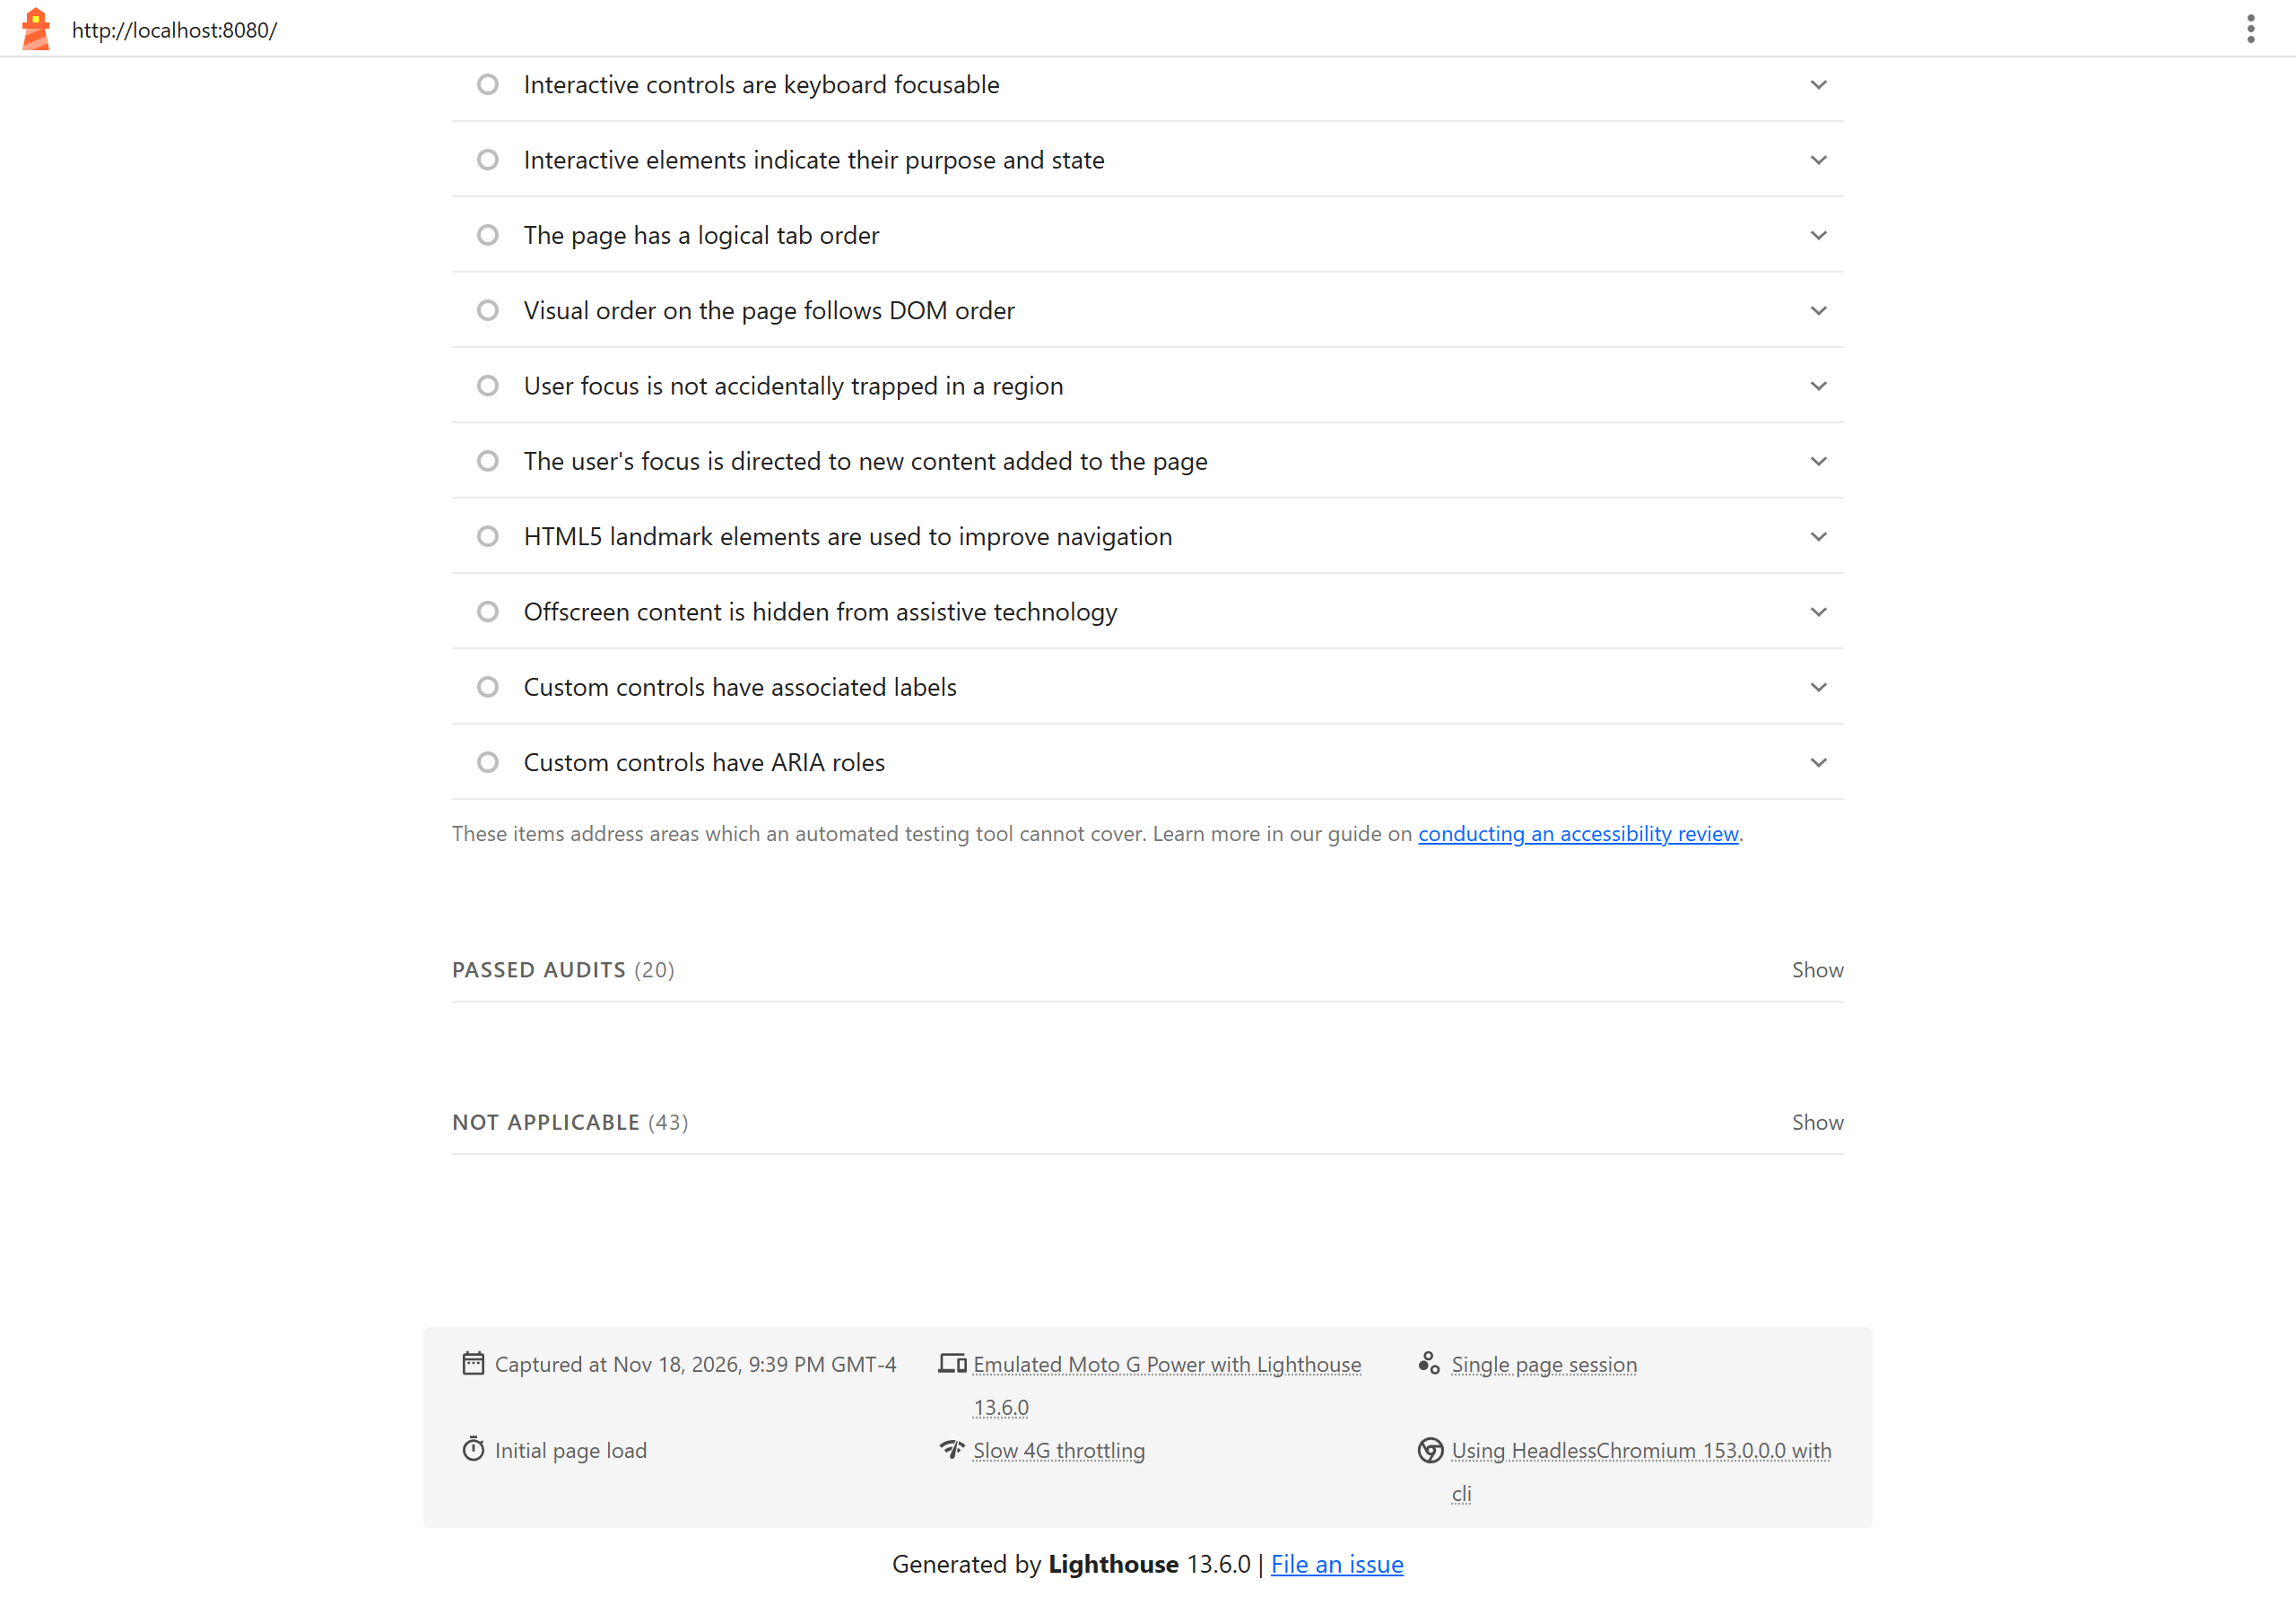 http://localhost:8080/
Interactive controls are keyboard focusable
Interactive elements indicate their purpose and state
The page has a logical tab order
Visual order on the page follows DOM order
User focus is not accidentally trapped in a region
The user's focus is directed to new content added to the page
HTML5 landmark elements are used to improve navigation
Offscreen content is hidden from assistive technology
Custom controls have associated labels
Custom controls have ARIA roles
These items address areas which an automated testing tool cannot cover. Learn more in our guide on conducting an accessibility review.
PASSED AUDITS (20) Show
NOT APPLICABLE (43) Show
Captured at Nov 18, 2026, 9:39 PM GMT-4
Emulated Moto G Power with Lighthouse
13.6.0
Single page session
Initial page load
Slow 4G throttling
Using HeadlessChromium 153.0.0.0 with
cli
Generated by Lighthouse 13.6.0 | File an issue